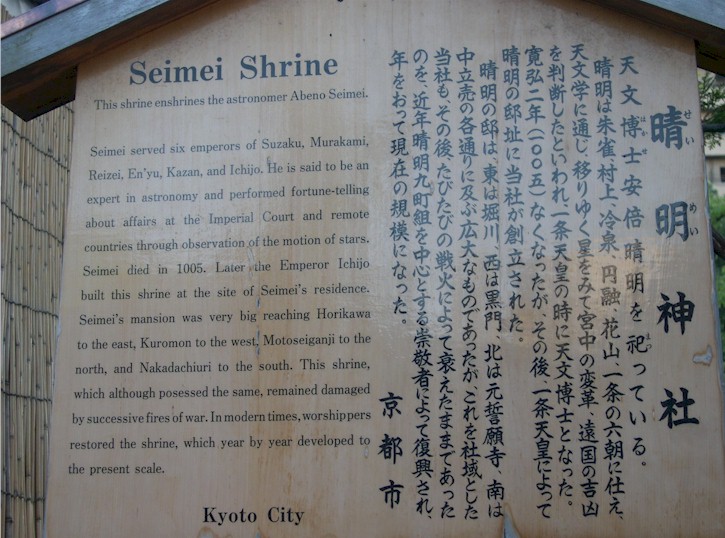 Seimei Shrine
This shrine enshrines the astronomer Abeno Seimei.
Seimei served six emperors of Suzaku, Murakami,
Reizei, En'yu, Kazan, and Ichijo. He is said to be an
expert in astronomy and performed fortune-telling
about affairs at the Imperial Court and remote
countries through observation of the motion of stars.
Seimei died in 1005. Later the Emperor Ichijo
built this shrine at the site of Seimei's residence.
Seimei's mansion was very big reaching Horikawa
to the east, Kuromon to the west, Motoseiganji to the
north, and Nakadachiuri to the south. This shrine,
which although posessed the same, remained damaged
by successive fires of war. In modern times, worshippers
restored the shrine, which year by year developed to
the present scale.
Kyoto City
晴明神社
せいめい
天文博士安倍晴明を祀っている。
はかせ
まつ
晴明は朱雀、村上、冷泉、円融、花山、一条の六朝に仕え、
天文学に通じ、移りゆく星をみて宮中の変革、遠国の吉凶
を判断したといわれ、一条天皇の時に天文博士となった。
寛弘二年(一〇〇五)なくなったが、その後、一条天皇によって
晴明の邸址に当社が創立された。
晴明の邸は、東は堀川、西は黒門、北は元誓願寺、南は
中立売の各通りに及ぶ広大なものであったが、これを社域とした
当社も、その後、たびたびの戦火によって衰えたままであった
のを、近年晴明九町組を中心とする崇敬者によって復興され、
年をおって現在の規模になった。
京都市